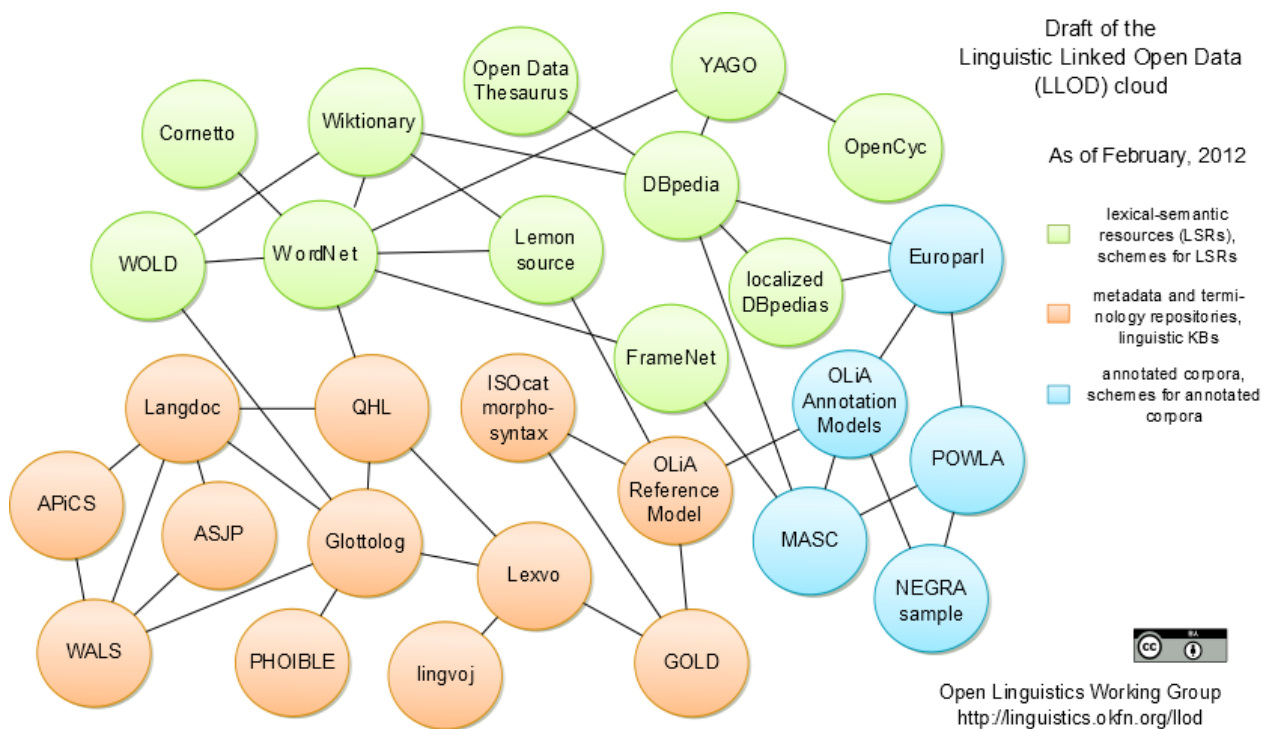 Draft of the
Linguistic Linked Open Data
(LLOD) cloud
As of February, 2012
lexical-semantic
resources (LSRs),
schemes for LSRs
metadata and termi-
nology repositories,
linguistic KBs
annotated corpora,
schemes for annotated
corpora
Open Data
Thesaurus
YAGO
Cornetto
Wiktionary
OpenCyc
DBpedia
WOLD
WordNet
Lemon
source
Europarl
localized
DBpedias
FrameNet
Langdoc
QHL
ISOcat
morpho-
syntax
OLiA
Annotation
Models
APiCS
ASJP
Glottolog
OLiA
Reference
Model
POWLA
MASC
Lexvo
NEGRA
sample
WALS
PHOIBLE
lingvoj
GOLD
cc
BY
Open Linguistics Working Group
http://linguistics.okfn.org/llod